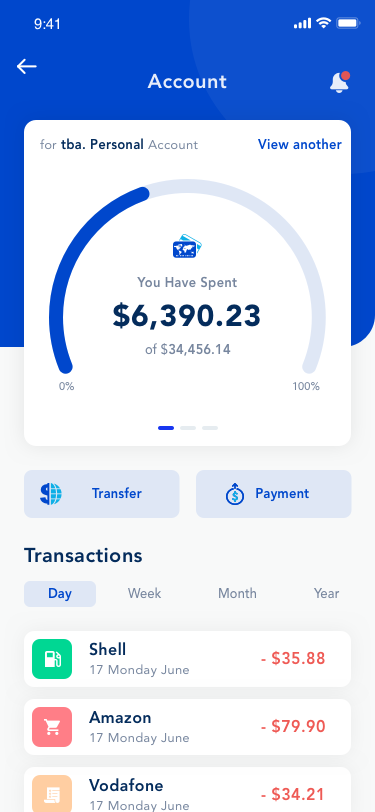 9:41
Account
for tba. Personal Account
View another
You Have Spent
$6,390.23
of $34,456.14
0%
100%
Transfer
Payment
Transactions
Day
Week
Month
Year
Shell
17 Monday June
- $35.88
Amazon
17 Monday June
- $79.90
Vodafone
17 Monday June
- $34.21